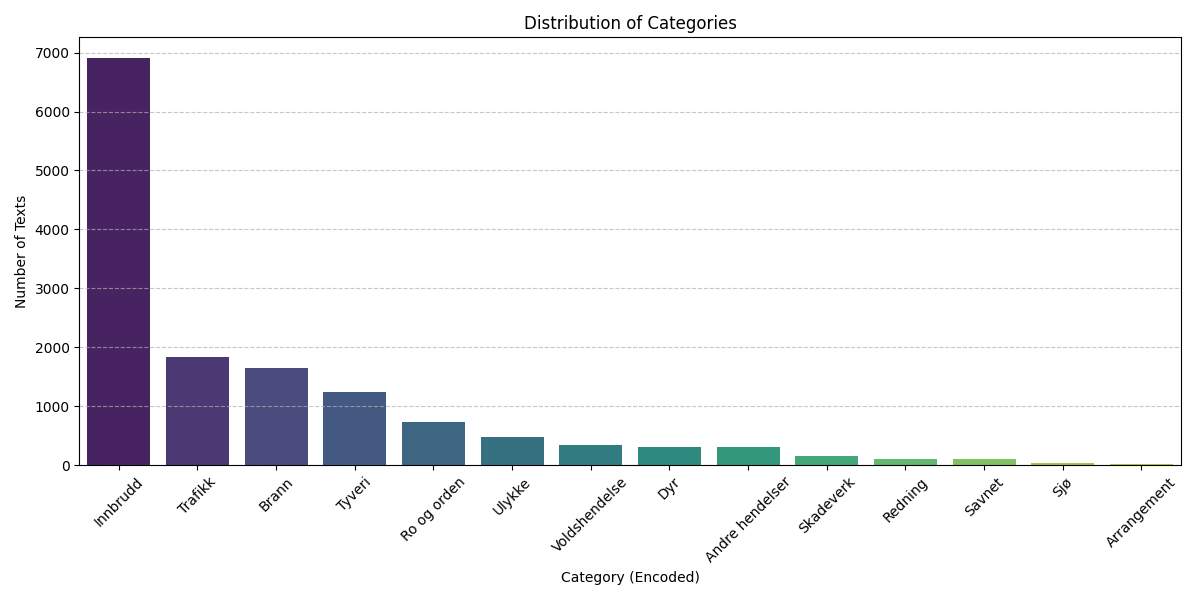 Distribution of Categories
Number of Texts
7000
6000
5000
4000
3000
2000
1000
0
Innbrudd
Trafikk
Brann
Tyveri
Ro og orden
Ulykke
Voldshendelse
Dyr
Andre hendelser
Skadeverk
Redning
Savnet
Sjø
Arrangement
Category (Encoded)